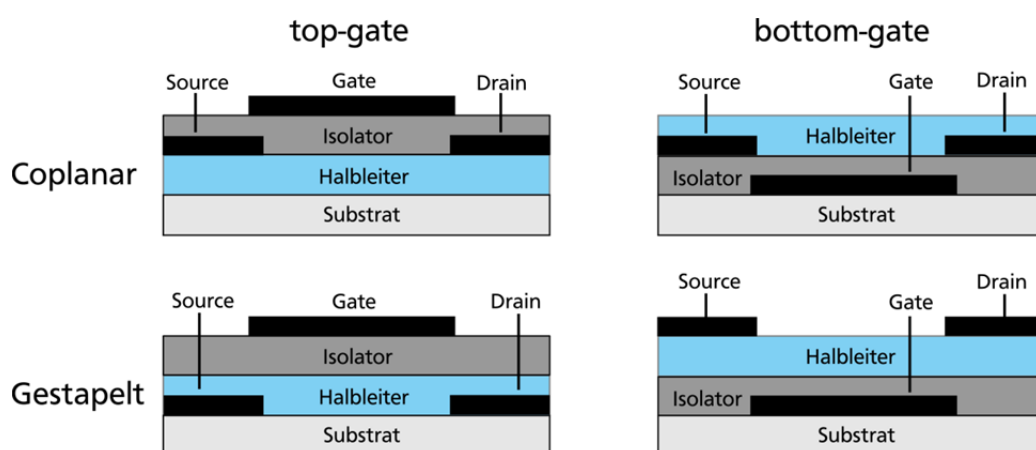 top-gate
bottom-gate
Coplanar
Source
Gate
Drain
Isolator
Halbleiter
Substrat
Source
Gate
Drain
Halbleiter
Isolator
Substrat
Gestapelt
Source
Gate
Drain
Isolator
Halbleiter
Substrat
Source
Gate
Drain
Halbleiter
Isolator
Substrat